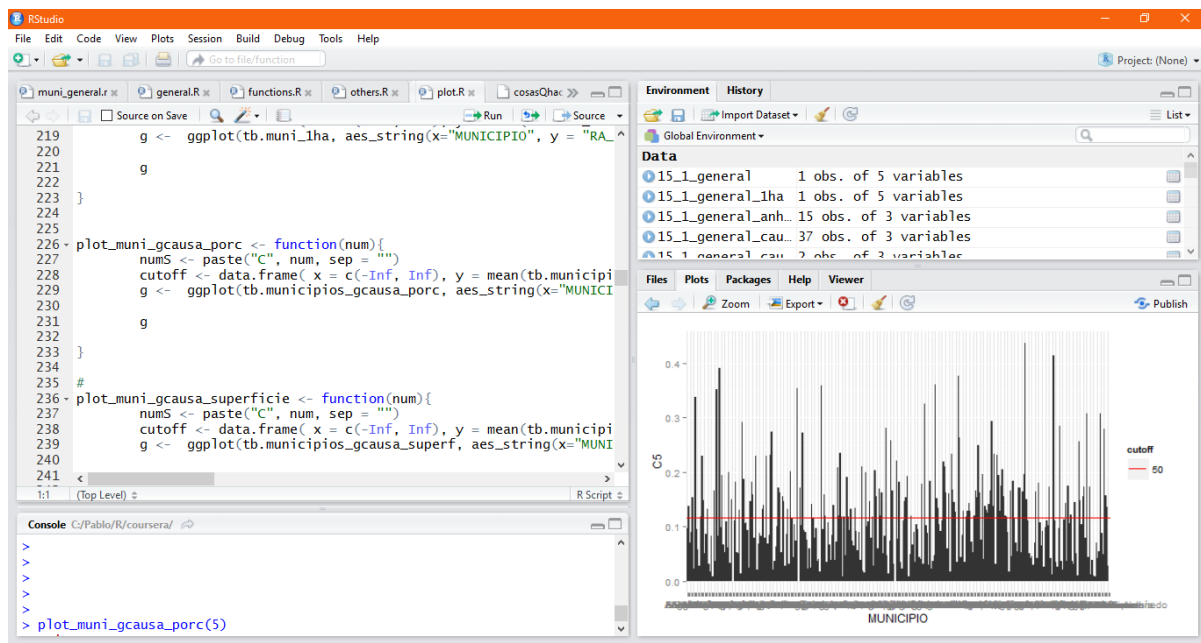 RStudio
File Edit Code View Plots Session Build Debug Tools Help
Go to file/function
Project: (None)
muni_general.r
general.R
functions.R
others.R
plot.R
cosasQhac
Source on Save
Run
Source
219 g <- ggplot(tb.muni_1ha, aes_string(x="MUNICIPIO", y = "RA_
220
221 g
222
223 }
224
225
226 plot_muni_gcausa_porc <- function(num){
227 numS <- paste("C", num, sep = "")
228 cutoff <- data.frame( x = c(-Inf, Inf), y = mean(tb.municipi
229 g <- ggplot(tb.municipios_gcausa_porc, aes_string(x="MUNICI
230
231 g
232
233 }
234
235 #
236 plot_muni_gcausa_superficie <- function(num){
237 numS <- paste("C", num, sep = "")
238 cutoff <- data.frame( x = c(-Inf, Inf), y = mean(tb.municipi
239 g <- ggplot(tb.municipios_gcausa_superf, aes_string(x="MUNI
240
241
1:1 (Top Level) R Script
Console C:/Pablo/R/coursera/
>
>
>
>
>
> plot_muni_gcausa_porc(5)
Environment History
Import Dataset
List
Global Environment
Data
15_1_general 1 obs. of 5 variables
15_1_general_1ha 1 obs. of 5 variables
15_1_general_anh… 15 obs. of 3 variables
15_1_general_cau… 37 obs. of 3 variables
15_1_general_cau 2 obs. of 3 variables
Files Plots Packages Help Viewer
Zoom Export Publish
0.4
0.3
0.2
0.1
0.0
C5
MUNICIPIO
cutoff
50